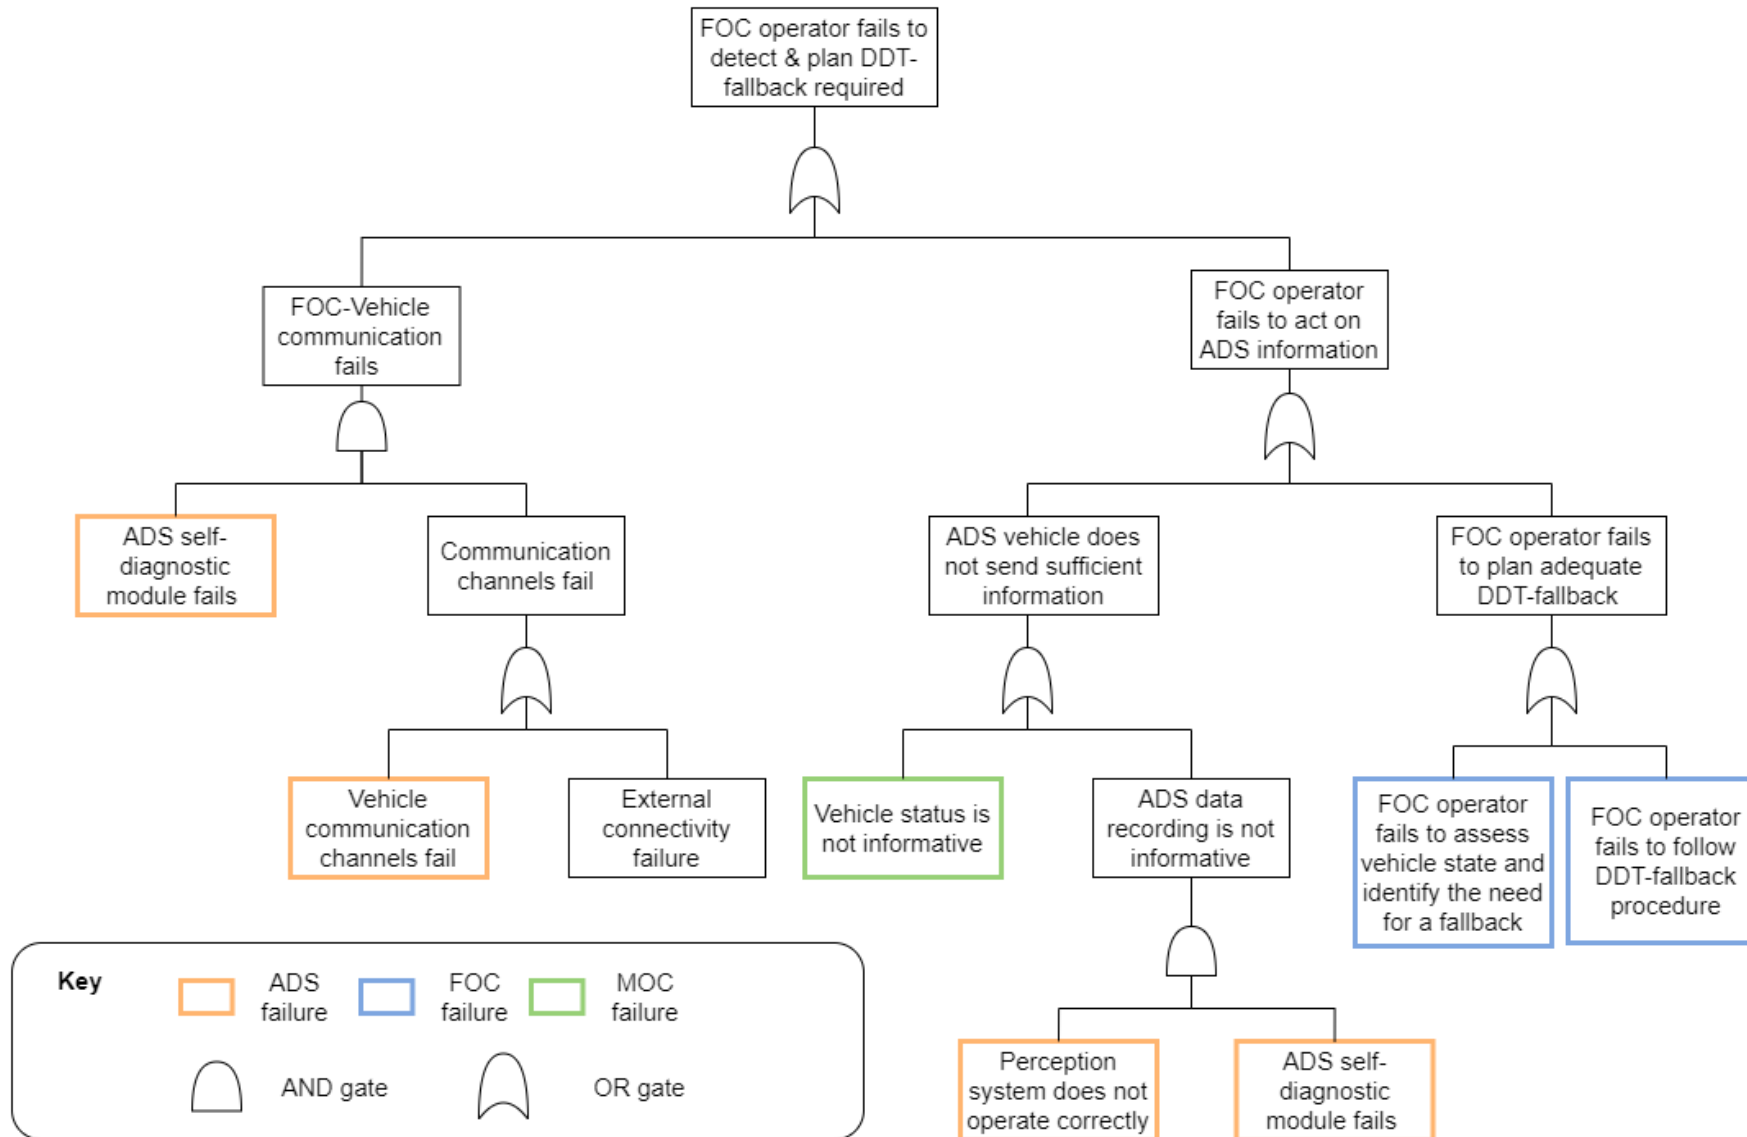 FOC operator fails to
detect & plan DDT-
fallback required
FOC-Vehicle
communication
fails
FOC operator
fails to act on
ADS information
ADS self-
diagnostic
module fails
Communication
channels fail
ADS vehicle does
not send sufficient
information
FOC operator fails
to plan adequate
DDT-fallback
Vehicle
communication
channels fail
External
connectivity
failure
Vehicle status is
not informative
ADS data
recording is not
informative
FOC operator
fails to assess
vehicle state and
identify the need
for a fallback
FOC operator
fails to follow
DDT-fallback
procedure
Perception
system does not
operate correctly
ADS self-
diagnostic
module fails
Key
ADS
failure
FOC
failure
MOC
failure
AND gate
OR gate